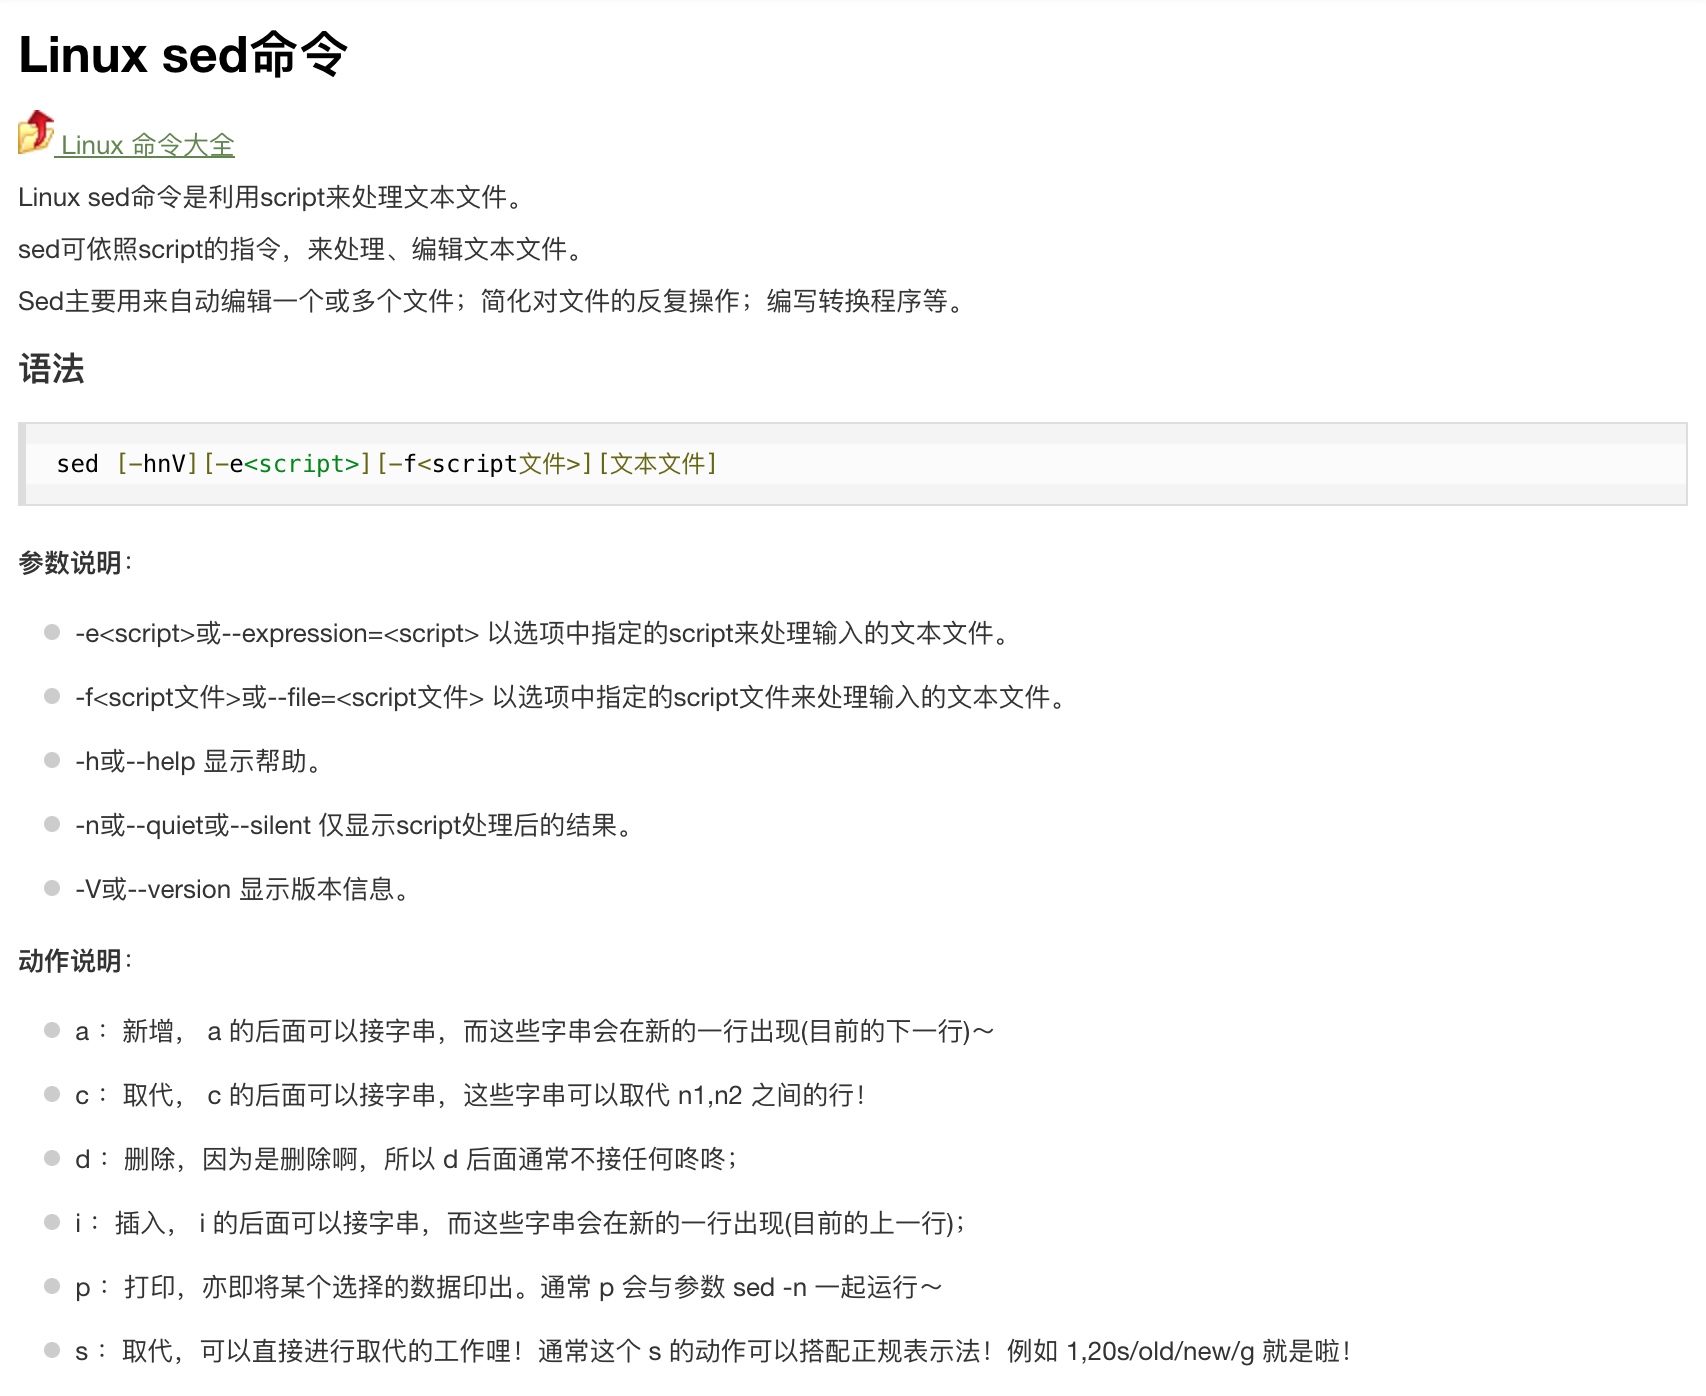 Linux sed命令
Linux 命令大全
Linux sed命令是利用script来处理文本文件。
sed可依照script的指令，来处理、编辑文本文件。
Sed主要用来自动编辑一个或多个文件；简化对文件的反复操作；编写转换程序等。
语法
sed [-hnV][-e<script>][-f<script文件>][文本文件]
参数说明：
-e<script>或--expression=<script> 以选项中指定的script来处理输入的文本文件。
-f<script文件>或--file=<script文件> 以选项中指定的script文件来处理输入的文本文件。
-h或--help 显示帮助。
-n或--quiet或--silent 仅显示script处理后的结果。
-V或--version 显示版本信息。
动作说明：
a ：新增， a 的后面可以接字串，而这些字串会在新的一行出现(目前的下一行)～
c ：取代， c 的后面可以接字串，这些字串可以取代 n1,n2 之间的行！
d ：删除，因为是删除啊，所以 d 后面通常不接任何咚咚；
i ：插入， i 的后面可以接字串，而这些字串会在新的一行出现(目前的上一行)；
p ：打印，亦即将某个选择的数据印出。通常 p 会与参数 sed -n 一起运行～
s ：取代，可以直接进行取代的工作哩！通常这个 s 的动作可以搭配正规表示法！例如 1,20s/old/new/g 就是啦！